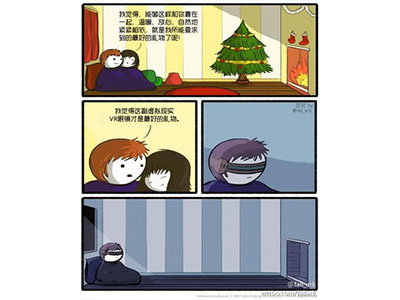 我觉得，能够这样和你靠在
一起，温暖、放心、自然地
紧紧相依，就是我所能要求
到的最好的礼物了呢！
我觉得这副虚拟现实
VR眼镜才是最好的礼物。